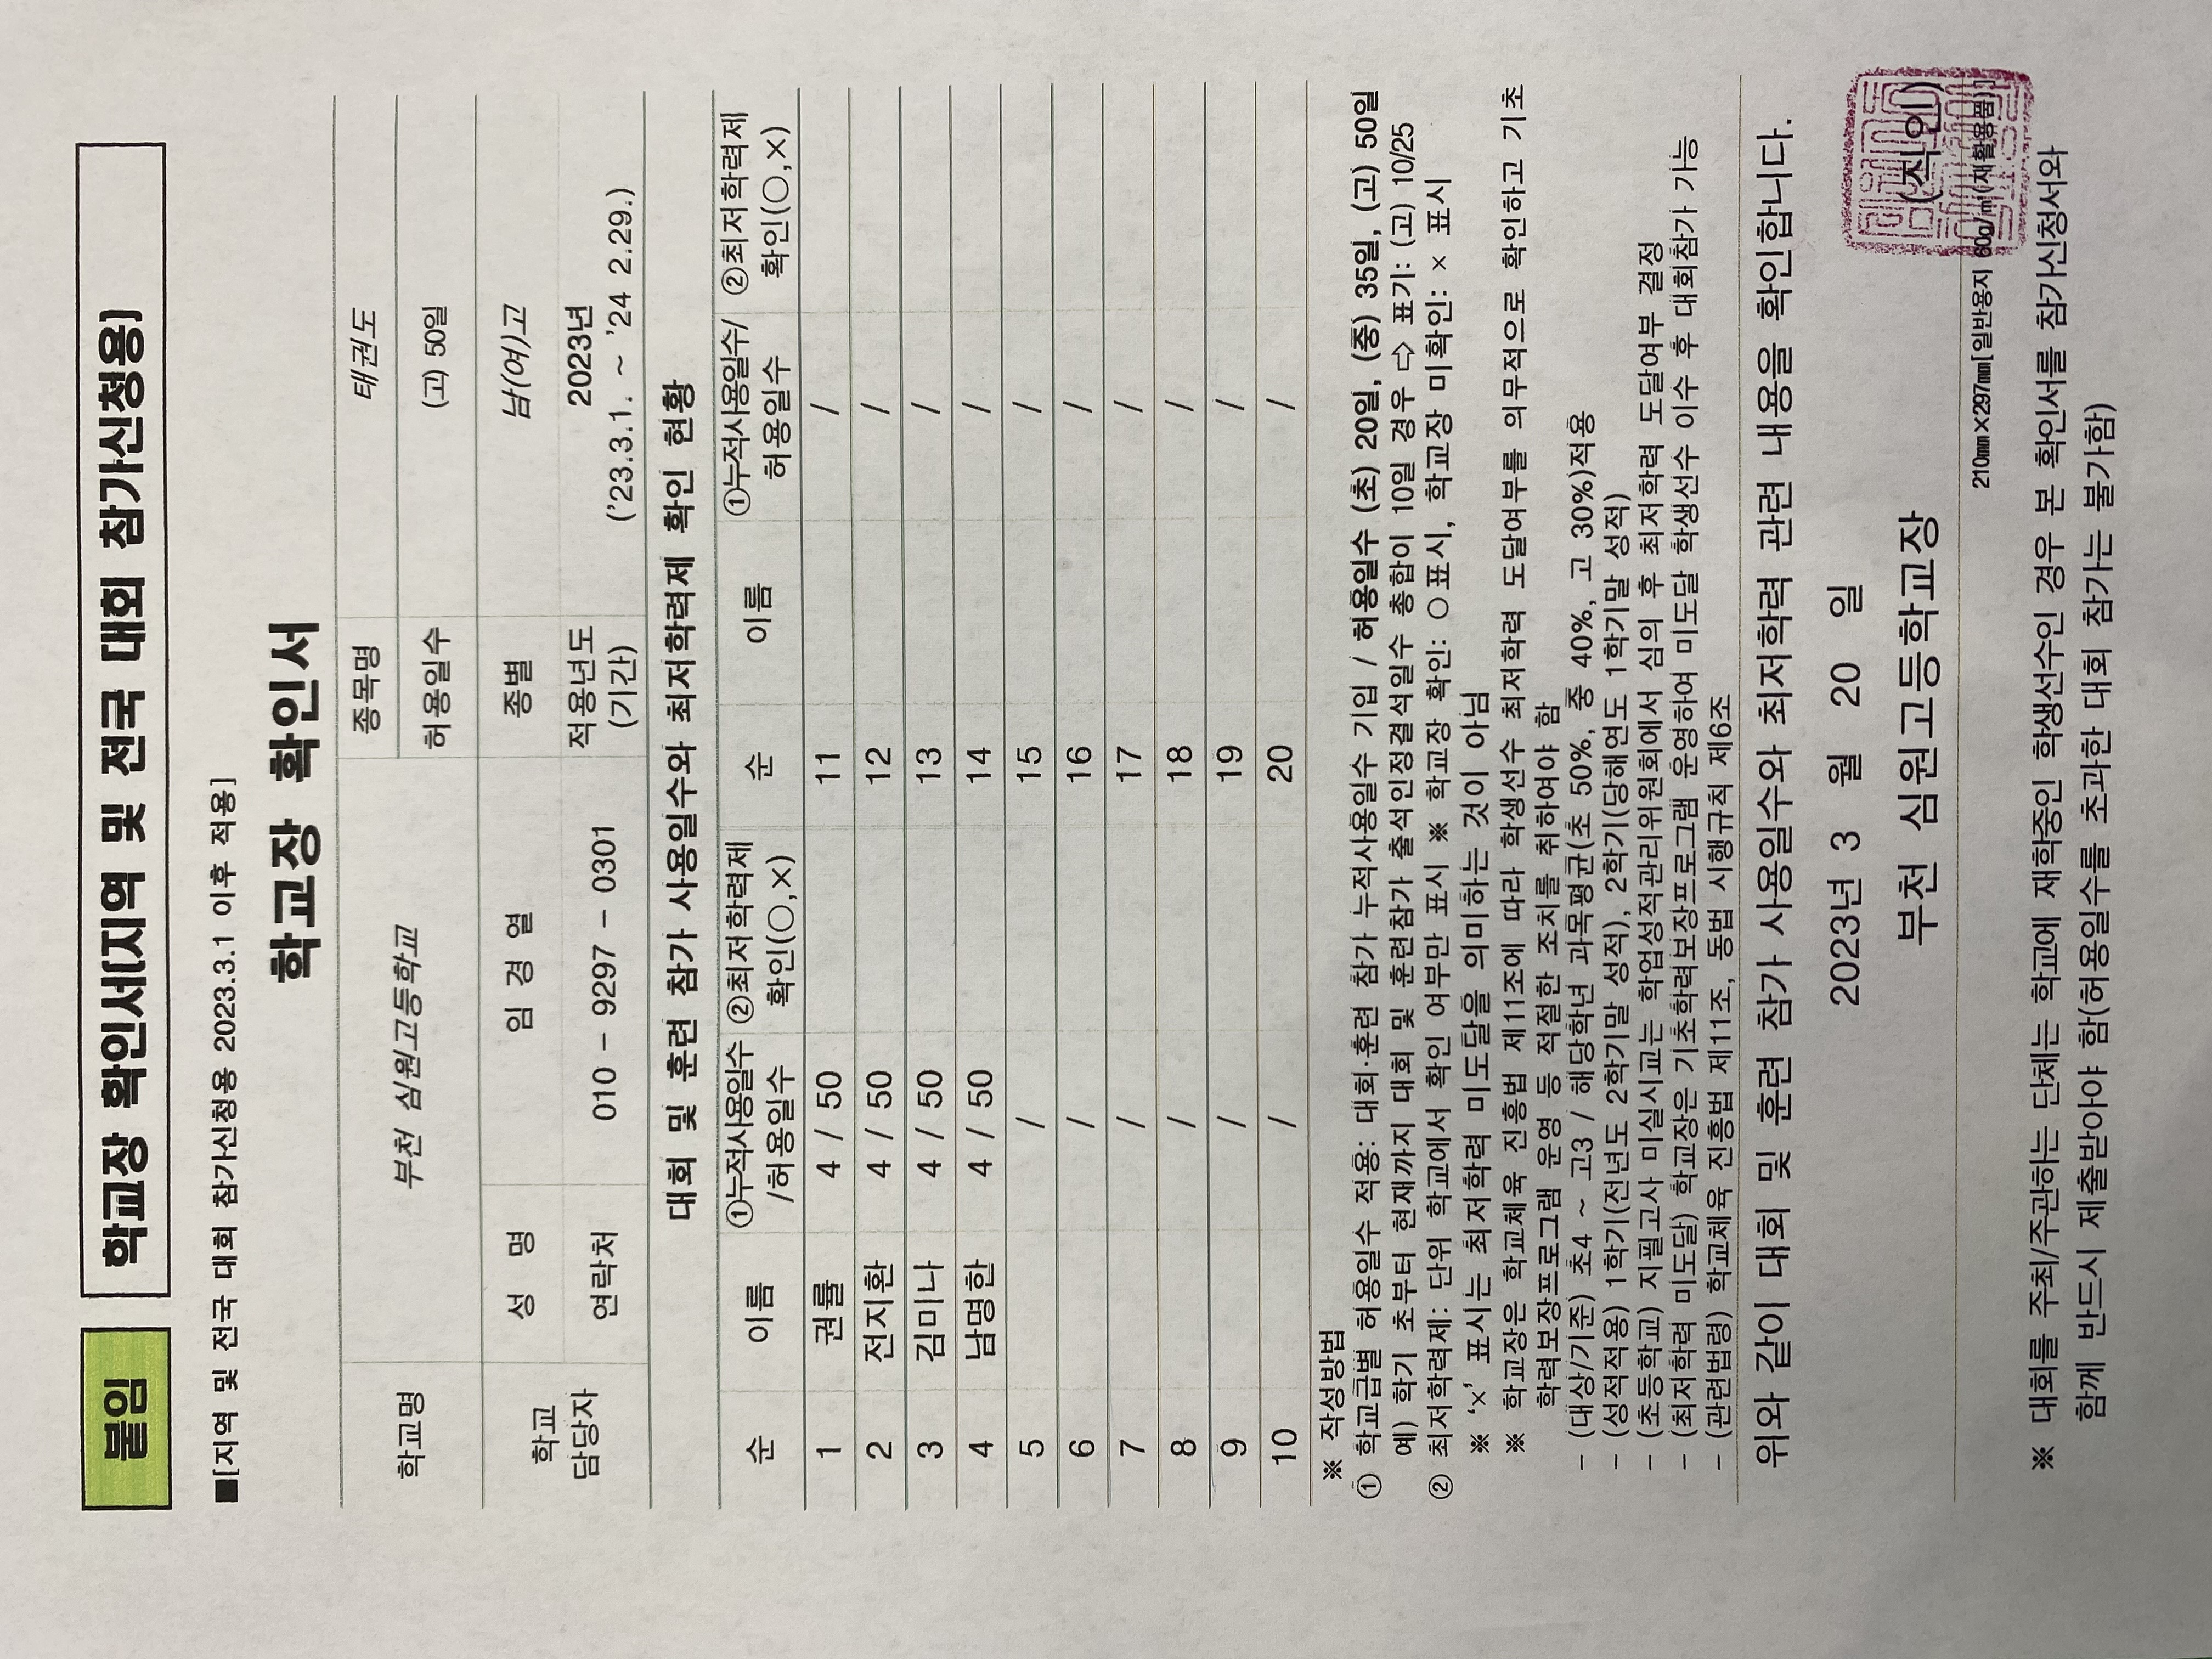 붙임
학교장 확인서(지역 및 전국 대회 참가신청용)
■[지역 및 전국 대회 참가신청용 2023.3.1 이후 적용]
학교장 확인서
학교명 부천 심원고등학교 종목명 태권도
허용일수 (고) 50일
학교 담당자 성 명 임 경 열 종별 남(여)고
연락처 010 - 9297 - 0301 적용년도 (기간) 2023년
('23.3.1. ~ '24 2.29.)
대회 및 훈련 참가 사용일수와 최저학력제 확인 현황
순 이름 ①누적사용일수 /허용일수 ②최저학력제 확인(○,×) 순 이름 ①누적사용일수/ 허용일수 ②최저학력제 확인(○,×)
1 권률 4 / 50 11 /
2 전지환 4 / 50 12 /
3 김미나 4 / 50 13 /
4 남명한 4 / 50 14 /
5 / 15 /
6 / 16 /
7 / 17 /
8 / 18 /
9 / 19 /
10 / 20 /
※ 작성방법
① 학교급별 허용일수 적용: 대회·훈련 참가 누적사용일수 기입 / 허용일수 (초) 20일, (중) 35일, (고) 50일
예) 학기 초부터 현재까지 대회 및 훈련참가 출석인정결석일수 총합이 10일 경우 ⇨ 표기: (고) 10/25
② 최저학력제: 단위 학교에서 확인 여부만 표시 ※ 학교장 확인: ○표시, 학교장 미확인: × 표시
※ '×' 표시는 최저학력 미도달을 의미하는 것이 아님
※ 학교장은 학교체육 진흥법 제11조에 따라 학생선수 최저학력 도달여부를 의무적으로 확인하고 기초
학력보장프로그램 운영 등 적절한 조치를 취하여야 함
- (대상/기준) 초4 ~ 고3 / 해당학년 과목평균(초 50%, 중 40%, 고 30%)적용
- (성적적용) 1학기(전년도 2학기말 성적), 2학기(당해연도 1학기말 성적)
- (초등학교) 지필고사 미실시교는 학업성적관리위원회에서 심의 후 최저학력 도달여부 결정
- (최저학력 미도달) 학교장은 기초학력보장프로그램 운영하여 미도달 학생선수 이수 후 대회참가 가능
- (관련법령) 학교체육 진흥법 제11조, 동법 시행규칙 제6조
위와 같이 대회 및 훈련 참가 사용일수와 최저학력 관련 내용을 확인합니다.
2023년 3 월 20 일
부천 심원고등학교장 (직인)
210㎜×297㎜[일반용지 60g/㎡(재활용품)]
※ 대회를 주최/주관하는 단체는 학교에 재학중인 학생선수인 경우 본 확인서를 참가신청서와
함께 반드시 제출받아야 함(허용일수를 초과한 대회 참가는 불가함)